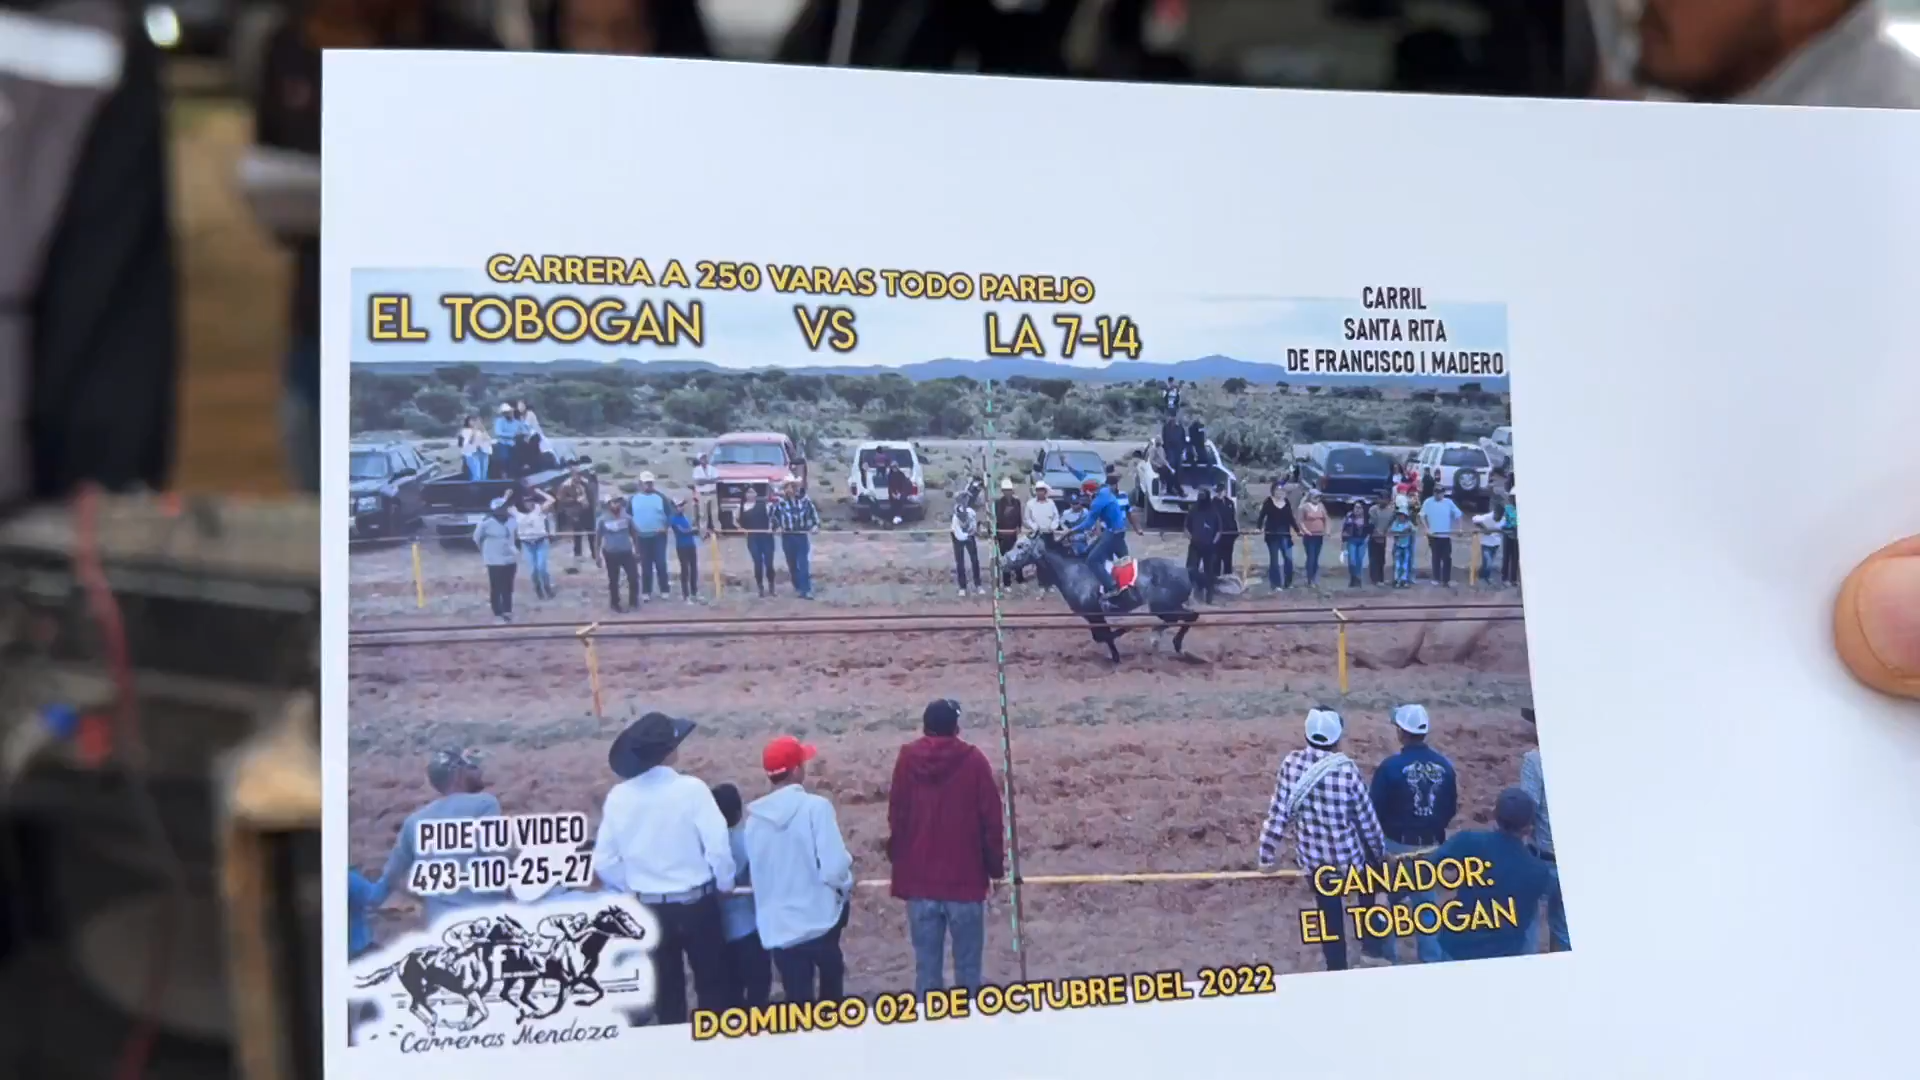 CARRERA A 250 VARAS TODO PAREJO
EL TOBOGAN VS LA 7-14
CARRIL
SANTA RITA
DE FRANCISCO I MADERO
PIDE TU VIDEO
493-110-25-27
GANADOR:
EL TOBOGAN
Carreras Mendoza
DOMINGO 02 DE OCTUBRE DEL 2022